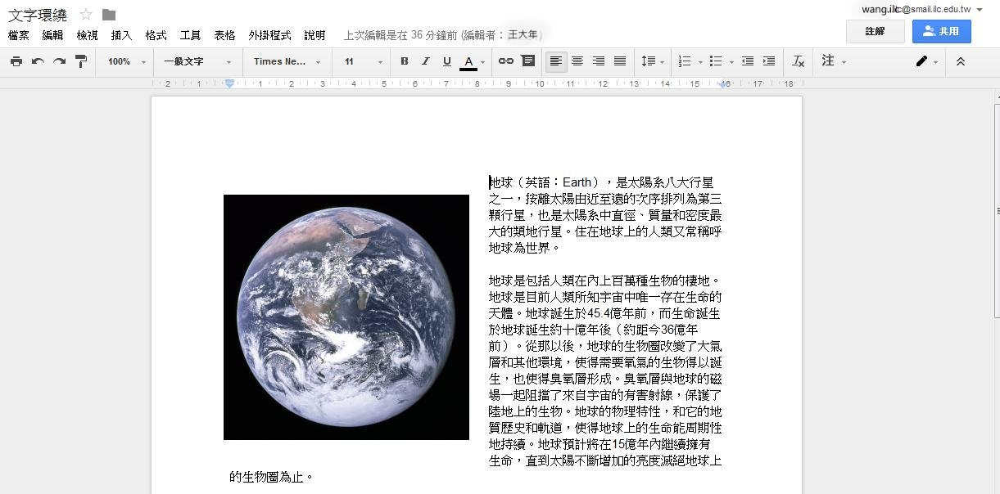 文字環繞
wang.ilc@smail.ilc.edu.tw
檔案 編輯 檢視 插入 格式 工具 表格 外掛程式 說明 上次編輯是在 36 分鐘前 (編輯者：王大年)
註解 共用
100% 一般文字 Times Ne... 11 B I U A 注
2 1 1 2 3 4 5 6 7 8 9 10 11 12 13 14 15 16 17 18
地球（英語：Earth），是太陽系八大行星
之一，按離太陽由近至遠的次序排列為第三
顆行星，也是太陽系中直徑、質量和密度最
大的類地行星。住在地球上的人類又常稱呼
地球為世界。
地球是包括人類在內上百萬種生物的棲地。
地球是目前人類所知宇宙中唯一存在生命的
天體。地球誕生於45.4億年前，而生命誕生
於地球誕生約十億年後（約距今36億年
前）。從那以後，地球的生物圈改變了大氣
層和其他環境，使得需要氧氣的生物得以誕
生，也使得臭氧層形成。臭氧層與地球的磁
場一起阻擋了來自宇宙的有害射線，保護了
陸地上的生物。地球的物理特性，和它的地
質歷史和軌道，使得地球上的生命能周期性
地持續。地球預計將在15億年內繼續擁有
生命，直到太陽不斷增加的亮度滅絕地球上
的生物圈為止。